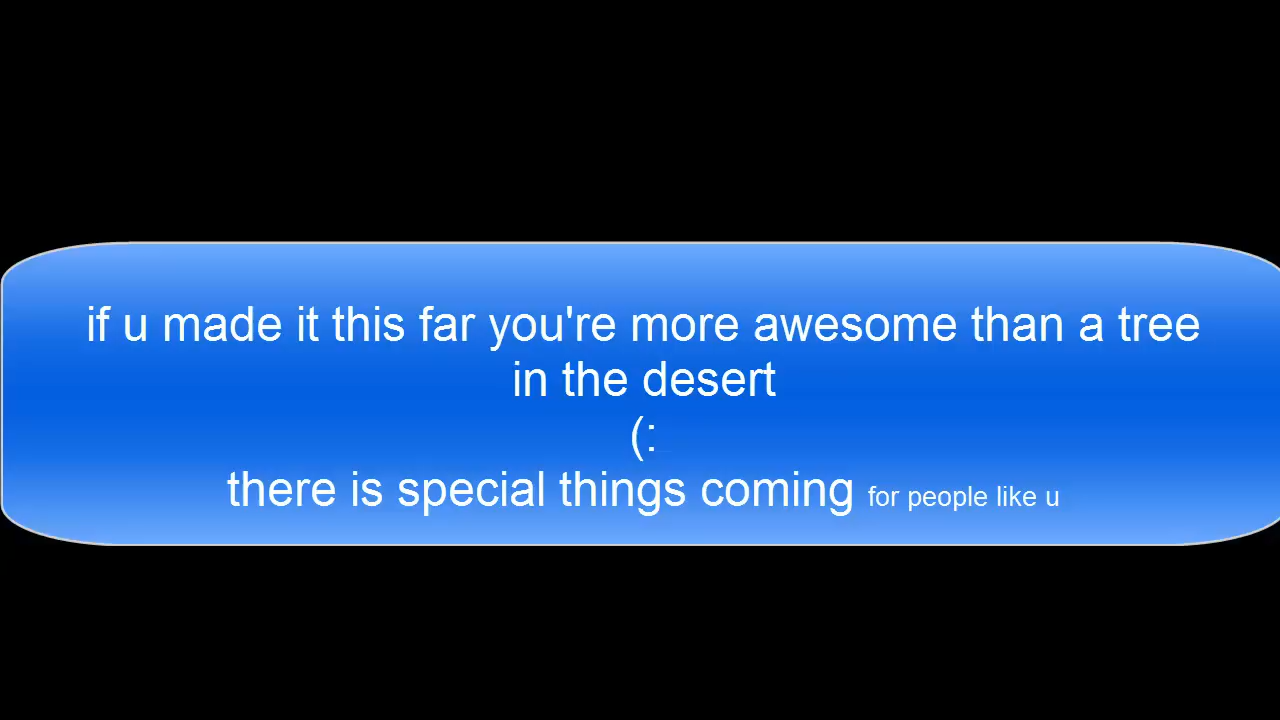 if u made it this far you're more awesome than a tree
in the desert
(:
there is special things coming for people like u